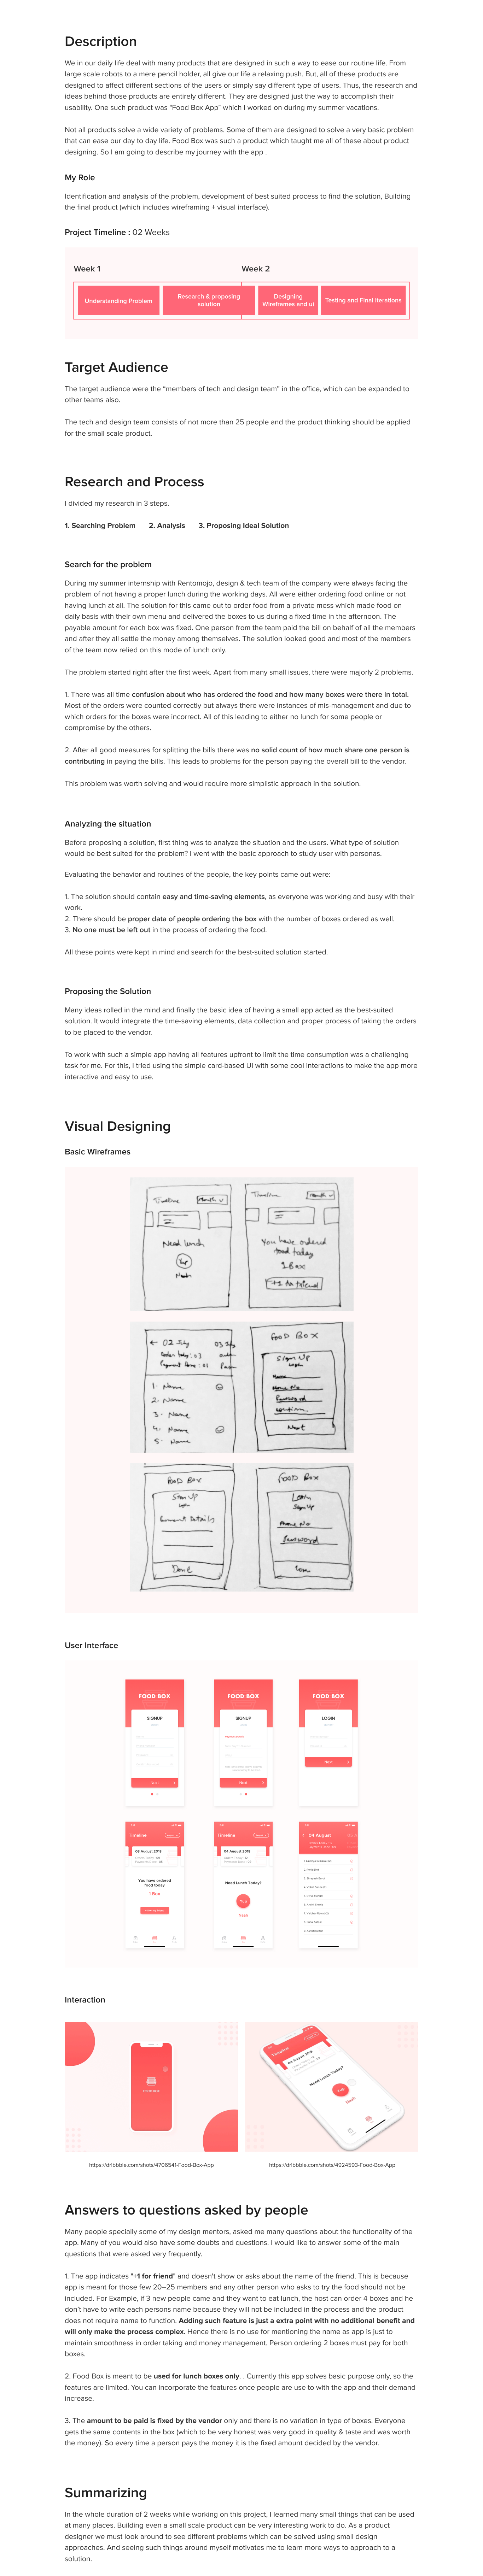 Description
We in our daily life deal with many products that are designed in such a way to ease our routine life. From
large scale robots to a mere pencil holder, all give our life a relaxing push. But, all of these products are
designed to affect different sections of the users or simply say different type of users. Thus, the research and
ideas behind those products are entirely different. They are designed just the way to accomplish their
usability. One such product was "Food Box App" which I worked on during my summer vacations.
Not all products solve a wide variety of problems. Some of them are designed to solve a very basic problem
that can ease our day to day life. Food Box was such a product which taught me all of these about product
designing. So I am going to describe my journey with the app .
My Role
Identification and analysis of the problem, development of best suited process to find the solution, Building
the final product (which includes wireframing + visual interface).
Project Timeline : 02 Weeks
Week 1 Week 2
Understanding Problem
Research & proposing
solution
Designing
Wireframes and ui
Testing and Final iterations
Target Audience
The target audience were the “members of tech and design team” in the office, which can be expanded to
other teams also.
The tech and design team consists of not more than 25 people and the product thinking should be applied
for the small scale product.
Research and Process
I divided my research in 3 steps.
1. Searching Problem 2. Analysis 3. Proposing Ideal Solution
Search for the problem
During my summer internship with Rentomojo, design & tech team of the company were always facing the
problem of not having a proper lunch during the working days. All were either ordering food online or not
having lunch at all. The solution for this came out to order food from a private mess which made food on
daily basis with their own menu and delivered the boxes to us during a fixed time in the afternoon. The
payable amount for each box was fixed. One person from the team paid the bill on behalf of all the members
and after they all settle the money among themselves. The solution looked good and most of the members
of the team now relied on this mode of lunch only.
The problem started right after the first week. Apart from many small issues, there were majorly 2 problems.
1. There was all time confusion about who has ordered the food and how many boxes were there in total.
Most of the orders were counted correctly but always there were instances of mis-management and due to
which orders for the boxes were incorrect. All of this leading to either no lunch for some people or
compromise by the others.
2. After all good measures for splitting the bills there was no solid count of how much share one person is
contributing in paying the bills. This leads to problems for the person paying the overall bill to the vendor.
This problem was worth solving and would require more simplistic approach in the solution.
Analyzing the situation
Before proposing a solution, first thing was to analyze the situation and the users. What type of solution
would be best suited for the problem? I went with the basic approach to study user with personas.
Evaluating the behavior and routines of the people, the key points came out were:
1. The solution should contain easy and time-saving elements, as everyone was working and busy with their
work.
2. There should be proper data of people ordering the box with the number of boxes ordered as well.
3. No one must be left out in the process of ordering the food.
All these points were kept in mind and search for the best-suited solution started.
Proposing the Solution
Many ideas rolled in the mind and finally the basic idea of having a small app acted as the best-suited
solution. It would integrate the time-saving elements, data collection and proper process of taking the orders
to be placed to the vendor.
To work with such a simple app having all features upfront to limit the time consumption was a challenging
task for me. For this, I tried using the simple card-based UI with some cool interactions to make the app more
interactive and easy to use.
Visual Designing
Basic Wireframes
Timeline Month
Timeline Month
Need lunch
Yup
Nooh
You have ordered
food today
1 Box
+1 for friend
02 July 03 July
1- Name
2- Name
3- Name
4- Name
5- Name
FOOD BOX
Sign Up
Login
Name
Phone No
Password
Next
FOOD BOX
Sign Up
Login
Done
FOOD BOX
Login
Sign Up
Phone No
Password
User Interface
FOOD BOX
SIGNUP
Next
FOOD BOX
SIGNUP
Next
FOOD BOX
LOGIN
Next
Timeline
03 August 2018
You have ordered
food today
1 Box
Timeline
04 August 2018
Need Lunch Today?
Yup
Nooh
04 August
Interaction
FOOD BOX
Timeline
04 August 2018
Need Lunch Today?
Yup
Nooh
https://dribbble.com/shots/4706541-Food-Box-App
https://dribbble.com/shots/4924593-Food-Box-App
Answers to questions asked by people
Many people specially some of my design mentors, asked me many questions about the functionality of the
app. Many of you would also have some doubts and questions. I would like to answer some of the main
questions that were asked very frequently.
1. The app indicates "+1 for friend" and doesn't show or asks about the name of the friend. This is because
app is meant for those few 20–25 members and any other person who asks to try the food should not be
included. For Example, if 3 new people came and they want to eat lunch, the host can order 4 boxes and he
don’t have to write each persons name because they will not be included in the process and the product
does not require name to function. Adding such feature is just a extra point with no additional benefit and
will only make the process complex. Hence there is no use for mentioning the name as app is just to
maintain smoothness in order taking and money management. Person ordering 2 boxes must pay for both
boxes.
2. Food Box is meant to be used for lunch boxes only. . Currently this app solves basic purpose only, so the
features are limited. You can incorporate the features once people are use to with the app and their demand
increase.
3. The amount to be paid is fixed by the vendor only and there is no variation in type of boxes. Everyone
gets the same contents in the box (which to be very honest was very good in quality & taste and was worth
the money). So every time a person pays the money it is the fixed amount decided by the vendor.
Summarizing
In the whole duration of 2 weeks while working on this project, I learned many small things that can be used
at many places. Building even a small scale product can be very interesting work to do. As a product
designer we must look around to see different problems which can be solved using small design
approaches. And seeing such things around myself motivates me to learn more ways to approach to a
solution.